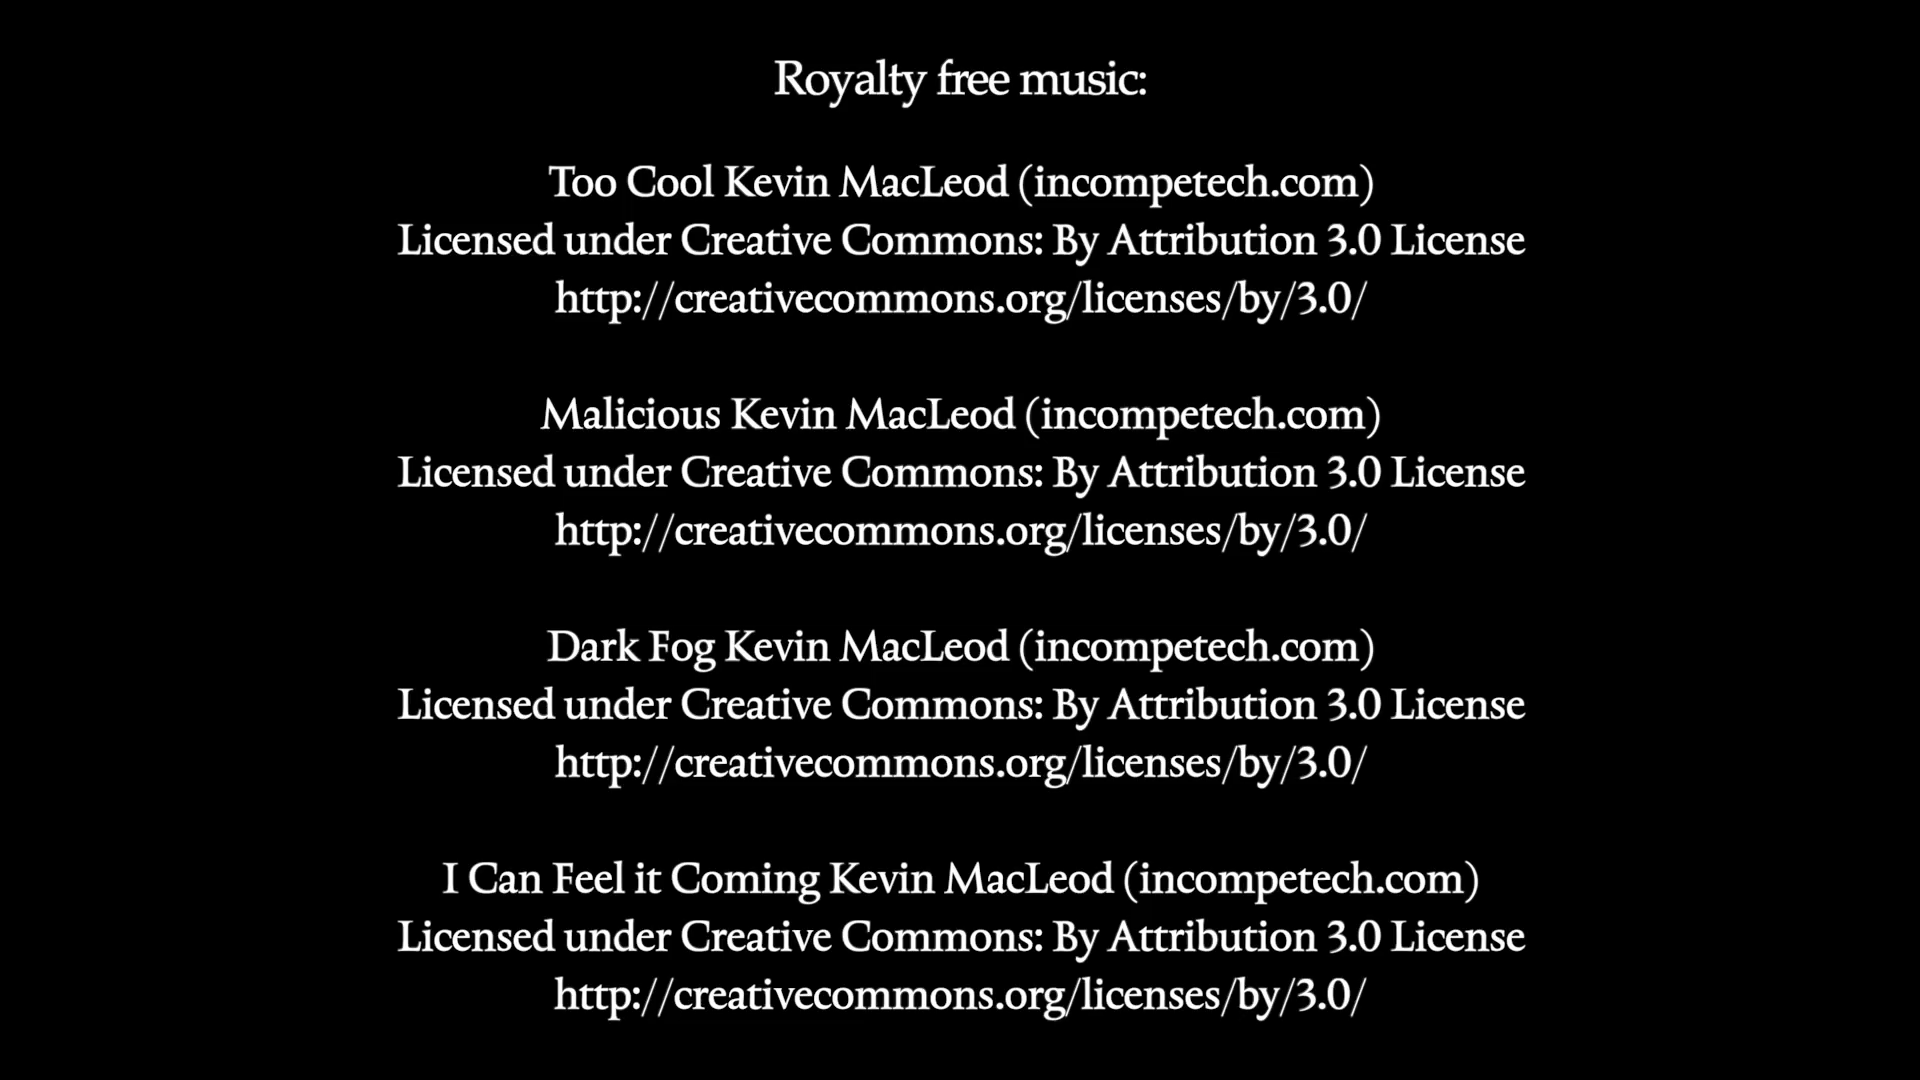 Royalty free music:
Too Cool Kevin MacLeod (incompetech.com)
Licensed under Creative Commons: By Attribution 3.0 License
http://creativecommons.org/licenses/by/3.0/
Malicious Kevin MacLeod (incompetech.com)
Licensed under Creative Commons: By Attribution 3.0 License
http://creativecommons.org/licenses/by/3.0/
Dark Fog Kevin MacLeod (incompetech.com)
Licensed under Creative Commons: By Attribution 3.0 License
http://creativecommons.org/licenses/by/3.0/
I Can Feel it Coming Kevin MacLeod (incompetech.com)
Licensed under Creative Commons: By Attribution 3.0 License
http://creativecommons.org/licenses/by/3.0/